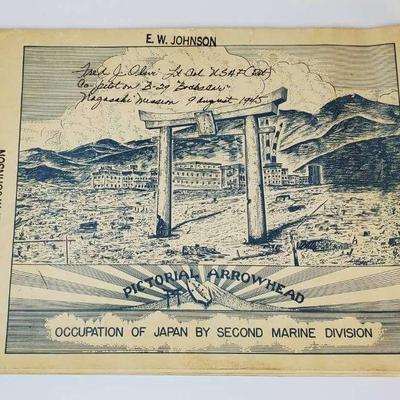 E. W. JOHNSON
Fred J. Olivi Lt Col USAF (Ret)
Co-pilot on B-29 "Bockscar"
Nagasaki Mission 9 August 1945
JOHNSON
PICTORIAL ARROWHEAD
OCCUPATION OF JAPAN BY SECOND MARINE DIVISION